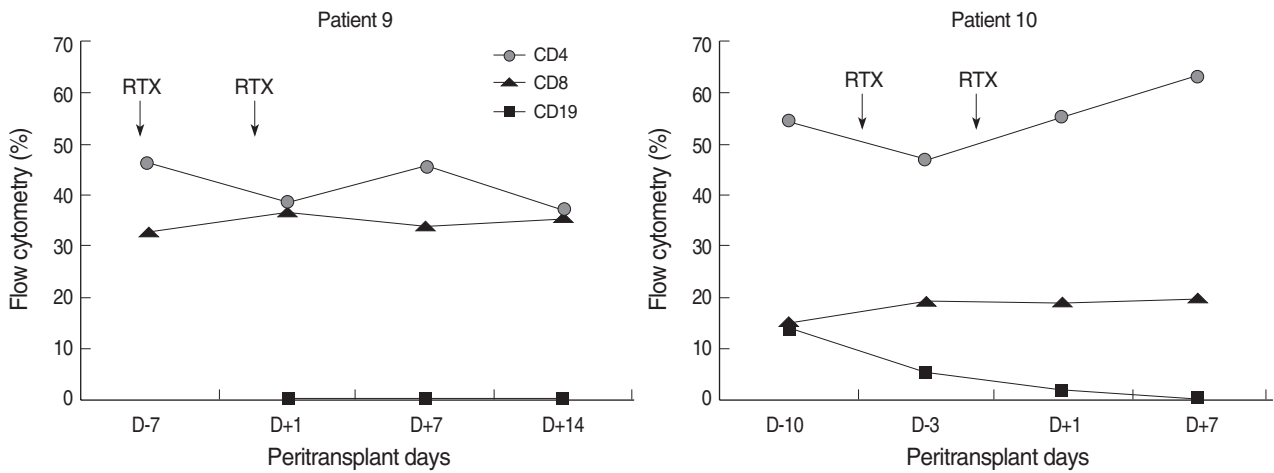 Patient 9
Flow cytometry (%)
70
60
50
40
30
20
10
0
RTX
RTX
CD4
CD8
CD19
D-7
D+1
D+7
D+14
Peritransplant days
Patient 10
Flow cytometry (%)
70
60
50
40
30
20
10
0
RTX
RTX
D-10
D-3
D+1
D+7
Peritransplant days